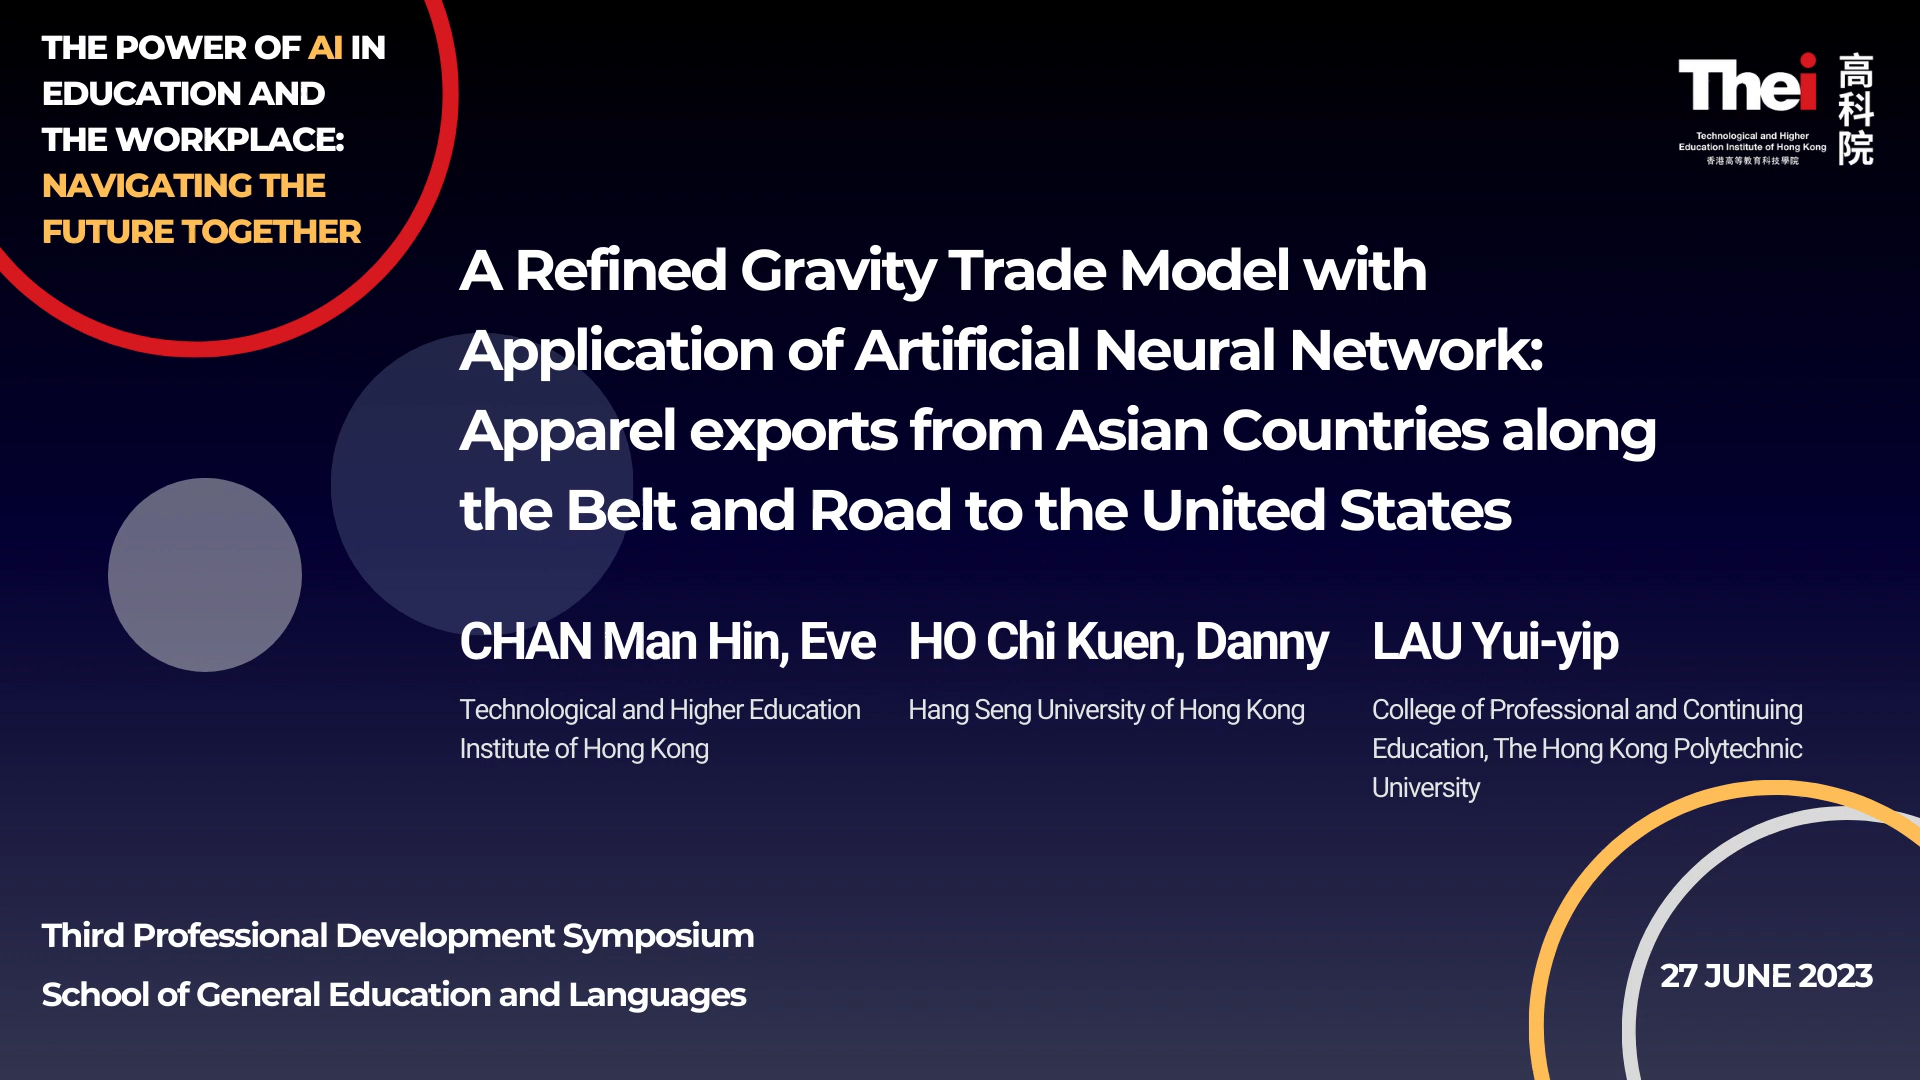 THE POWER OF AI IN
EDUCATION AND
THE WORKPLACE:
NAVIGATING THE
FUTURE TOGETHER
Thei
高科院
Technological and Higher
Education Institute of Hong Kong
香港高等教育科技學院
A Refined Gravity Trade Model with
Application of Artificial Neural Network:
Apparel exports from Asian Countries along
the Belt and Road to the United States
CHAN Man Hin, Eve
Technological and Higher Education
Institute of Hong Kong
HO Chi Kuen, Danny
Hang Seng University of Hong Kong
LAU Yui-yip
College of Professional and Continuing
Education, The Hong Kong Polytechnic
University
Third Professional Development Symposium
School of General Education and Languages
27 JUNE 2023